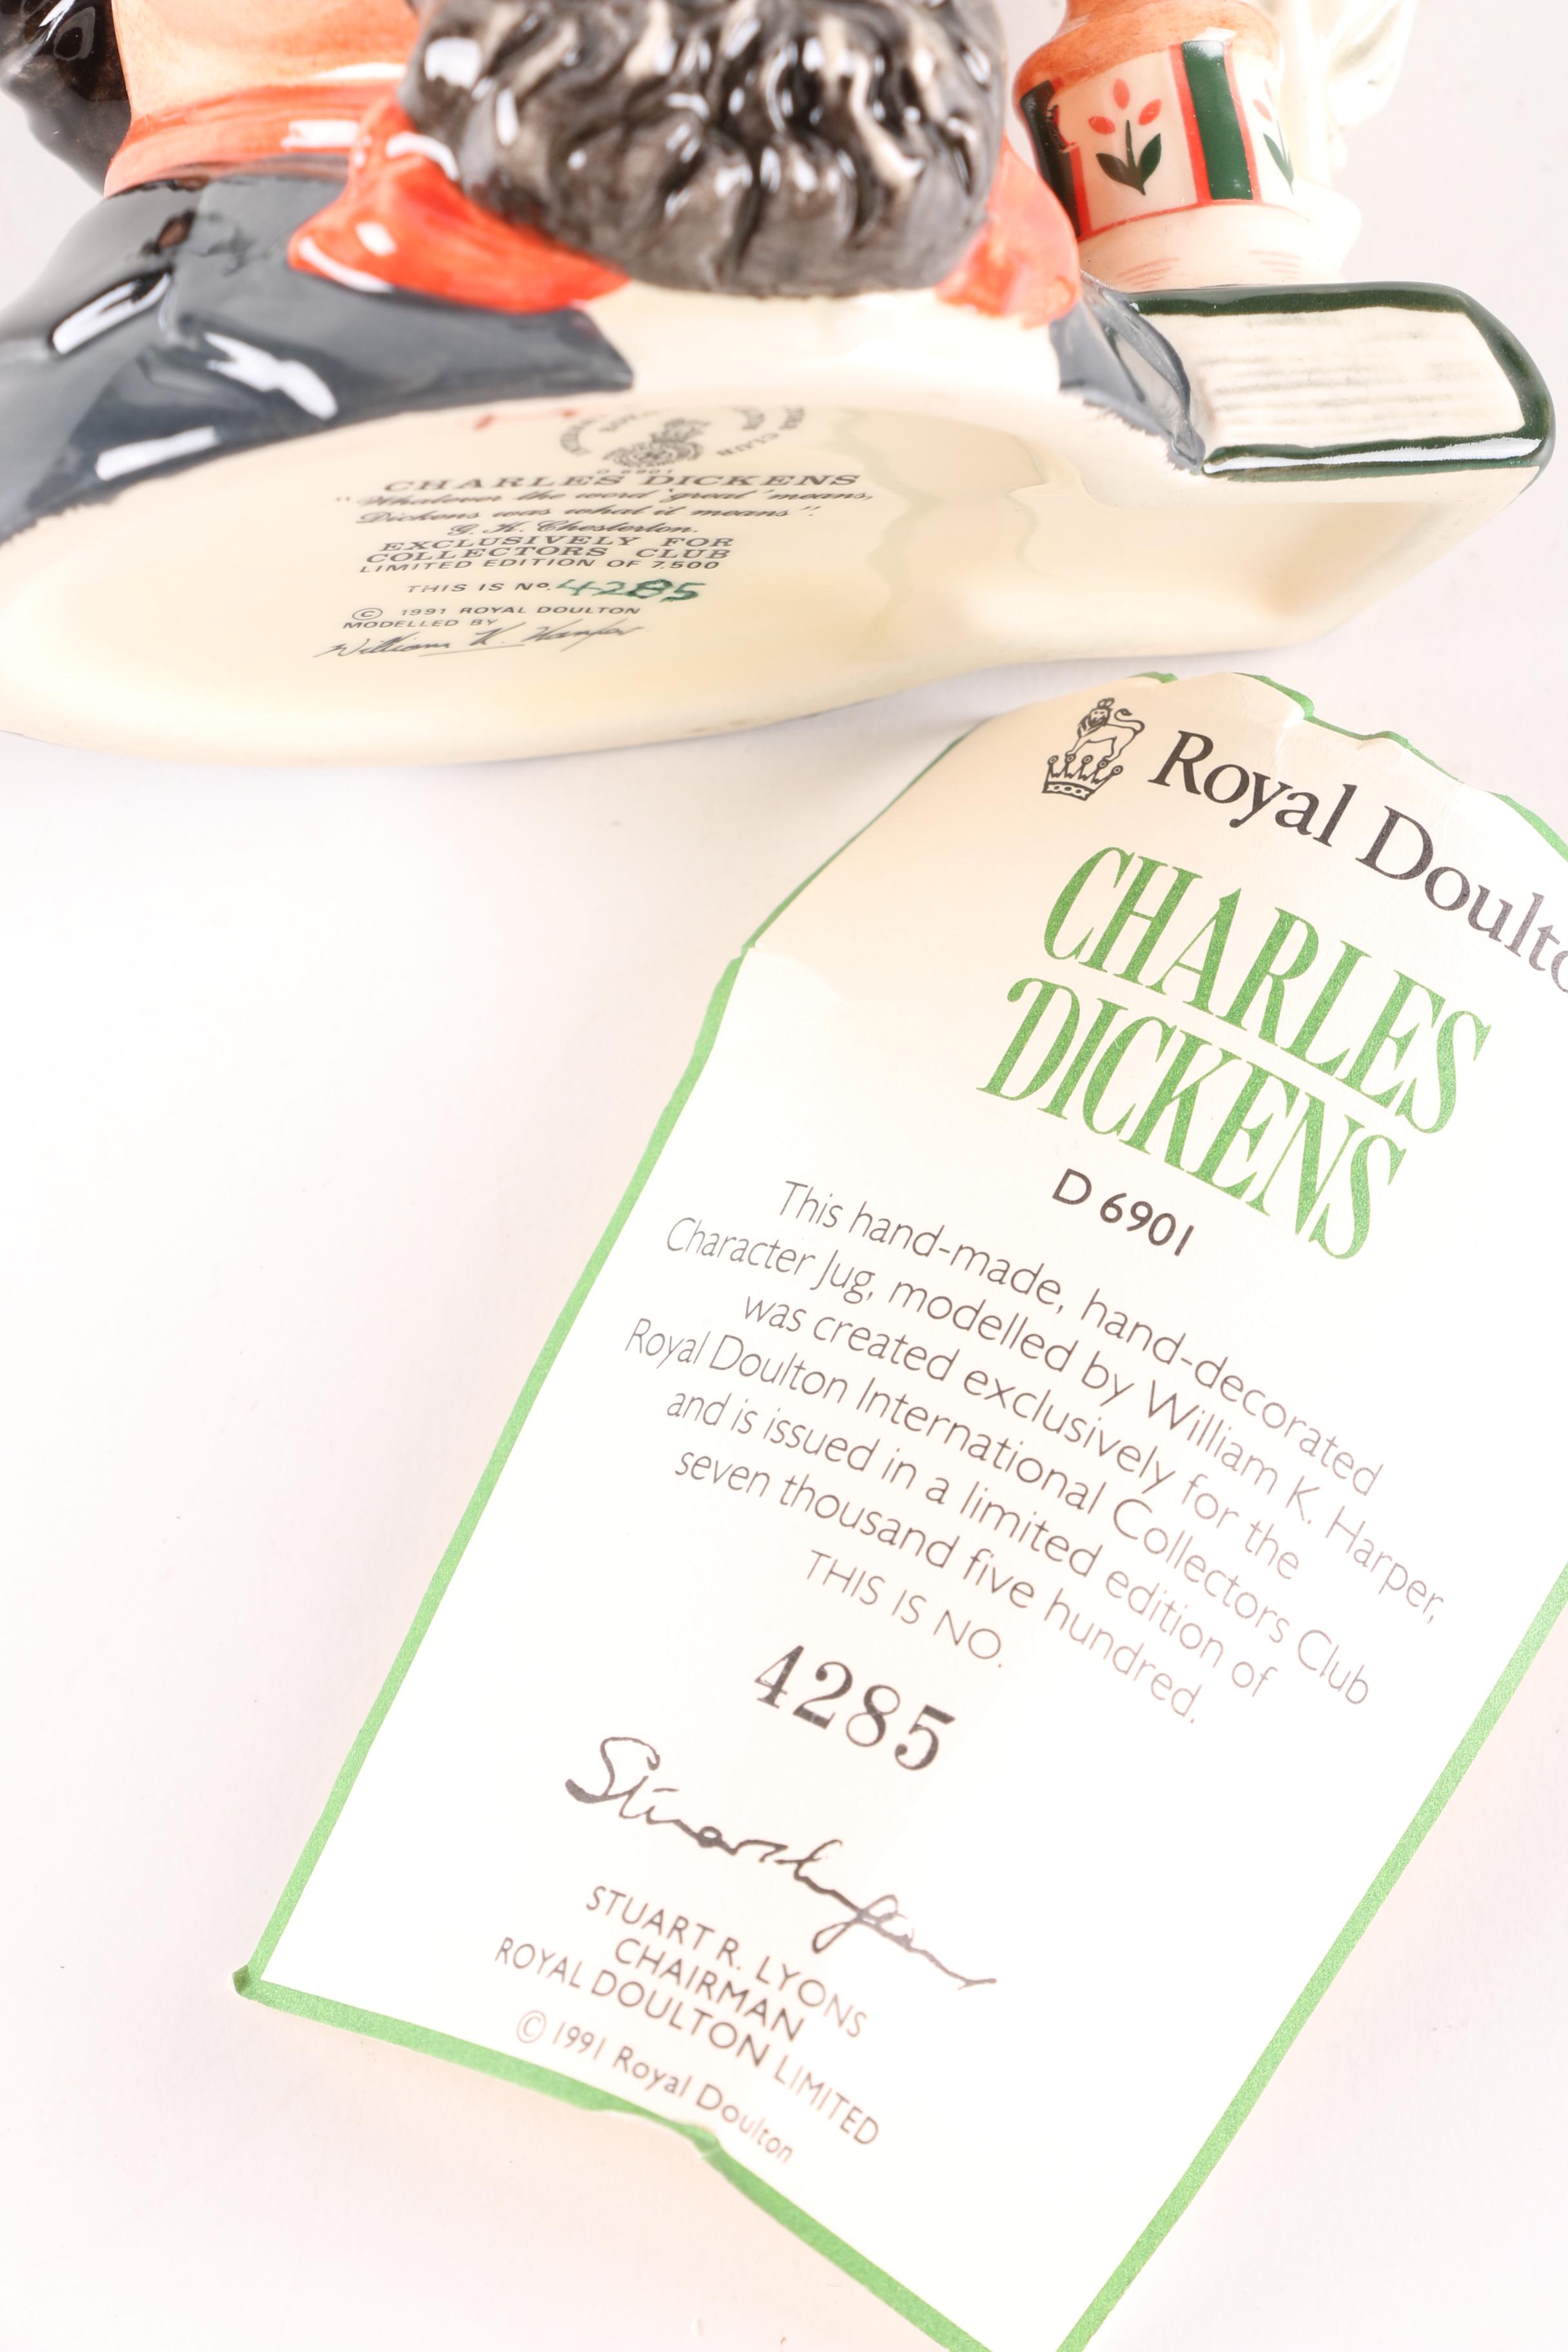 CLUB
D 6901
CHARLES DICKENS
"Whatever the word 'great' means,
Dickens was what it means".
G. K. Chesterton.
EXCLUSIVELY FOR
COLLECTORS CLUB
LIMITED EDITION OF 7,500
THIS IS Nº. 4285
© 1991 ROYAL DOULTON
MODELLED BY
William K. Harper
Royal Doulto
CHARLES
DICKENS
D 6901
This hand-made, hand-decorated
Character Jug, modelled by William K. Harper,
was created exclusively for the
Royal Doulton International Collectors Club
and is issued in a limited edition of
seven thousand five hundred.
THIS IS NO.
4285
STUART R. LYONS
CHAIRMAN
ROYAL DOULTON LIMITED
© 1991 Royal Doulton